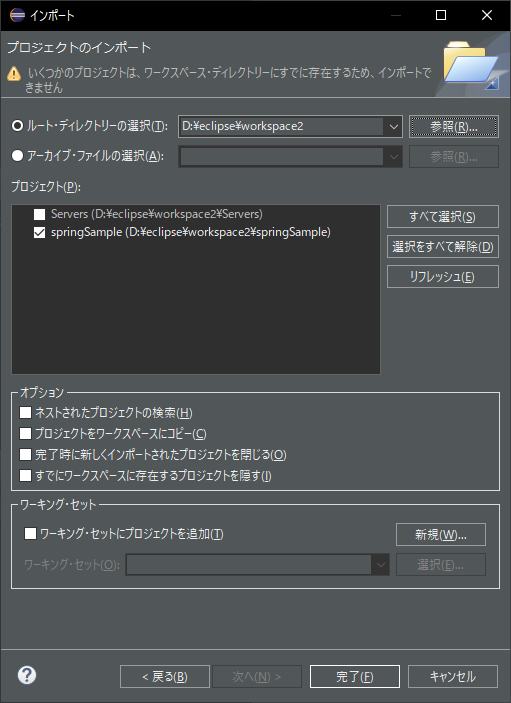 インポート
プロジェクトのインポート
いくつかのプロジェクトは、ワークスペース・ディレクトリーにすでに存在するため、インポートで
きません
ルート・ディレクトリーの選択(T): D:¥eclipse¥workspace2 参照(R)...
アーカイブ・ファイルの選択(A): 参照(R)...
プロジェクト(P):
Servers (D:¥eclipse¥workspace2¥Servers)
springSample (D:¥eclipse¥workspace2¥springSample)
すべて選択(S)
選択をすべて解除(D)
リフレッシュ(E)
オプション
ネストされたプロジェクトの検索(H)
プロジェクトをワークスペースにコピー(C)
完了時に新しくインポートされたプロジェクトを閉じる(O)
すでにワークスペースに存在するプロジェクトを隠す(I)
ワーキング・セット
ワーキング・セットにプロジェクトを追加(T) 新規(W)...
ワーキング・セット(O): 選択(E)...
? < 戻る(B) 次へ(N) > 完了(F) キャンセル